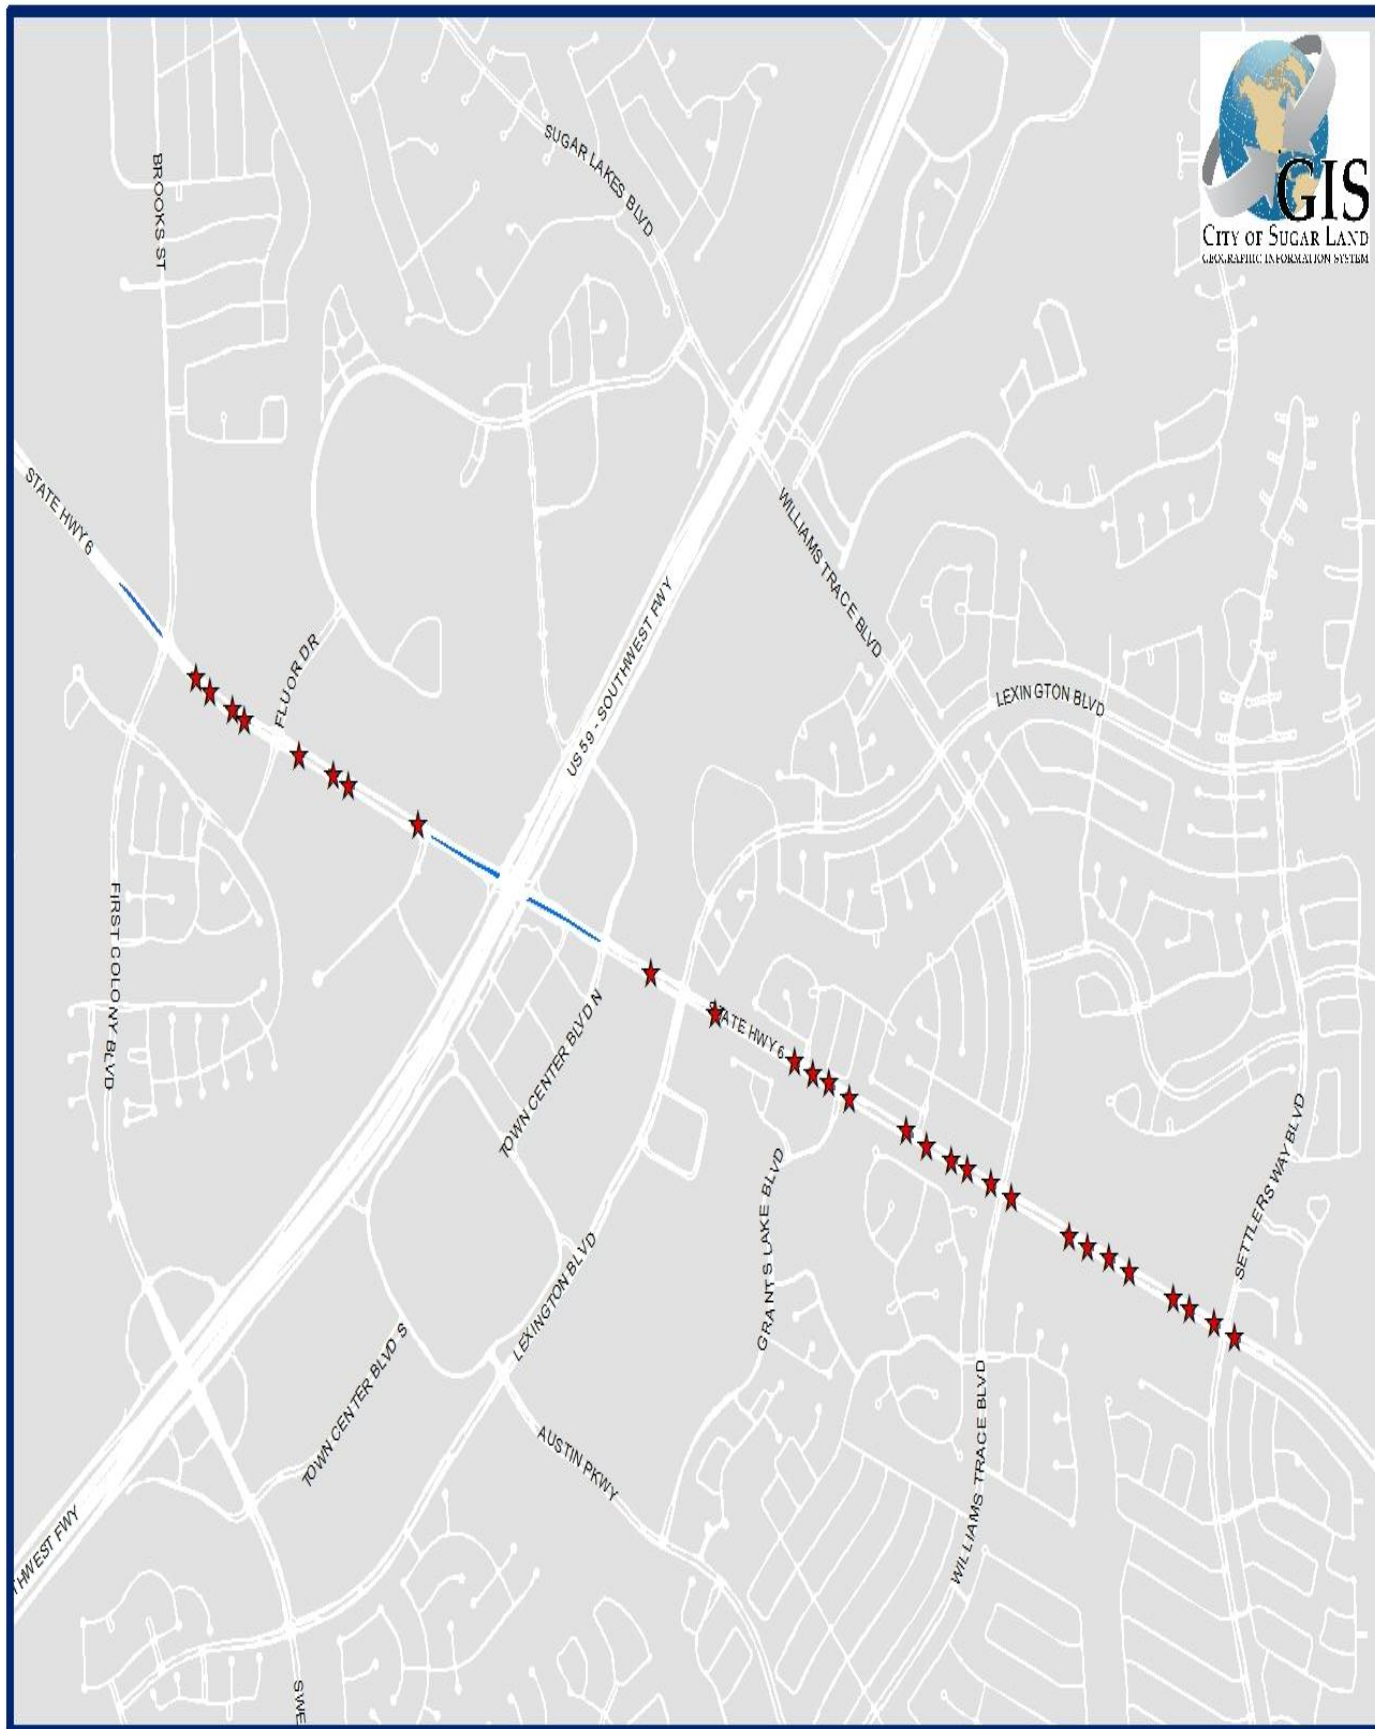 GIS
CITY OF SUGAR LAND
GEOGRAPHIC INFORMATION SYSTEM
SUGAR LAKES BLVD
BROOKS ST
STATE HWY 6
WILLIAMS TRACE BLVD
US 59 - SOUTHWEST FWY
FLUOR DR
LEXINGTON BLVD
FIRST COLONY BLVD
TOWN CENTER BLVD N
STATE HWY 6
GRANTS LAKE BLVD
SETTLERS WAY BLVD
LEXINGTON BLVD
TOWN CENTER BLVD S
WILLIAMS TRACE BLVD
AUSTIN PKWY
THWEST FWY
SWE